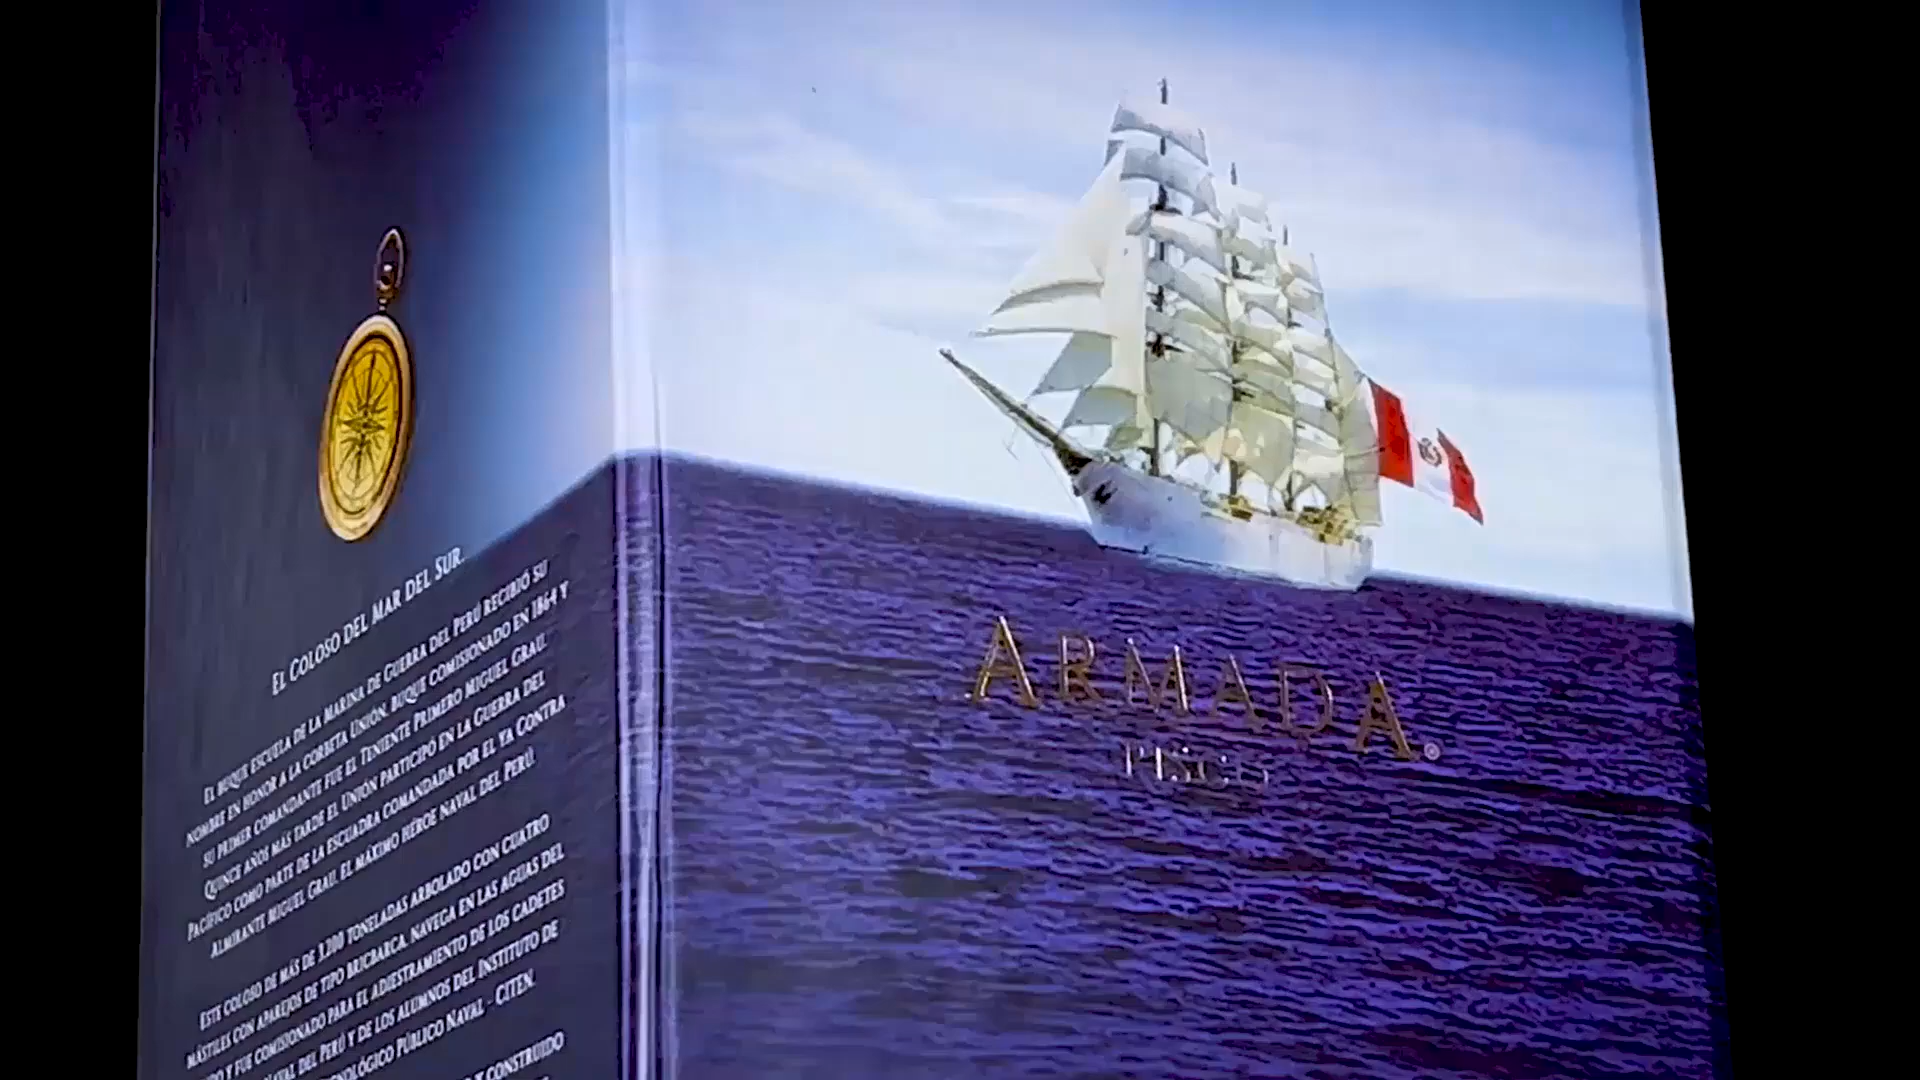 El Coloso del Mar del Sur.
El buque escuela de la Marina de Guerra del Perú recibió su
nombre en honor a la corbeta Unión, buque comisionado en 1864 y
su primer comandante fue el Teniente Primero Miguel Grau.
Quince años más tarde el Unión participó en la Guerra del
Pacífico como parte de la escuadra comandada por el ya Contra
Almirante Miguel Grau, el máximo héroe naval del Perú.
Este coloso de más de 3,200 toneladas arbolado con cuatro
mástiles con aparejos de tipo bricbarca, navega en las aguas del
y fue comisionado para el adiestramiento de los cadetes
del Perú y de los alumnos del Instituto de
Público Naval - CITEN.
y construido
ARMADA®
PISCO